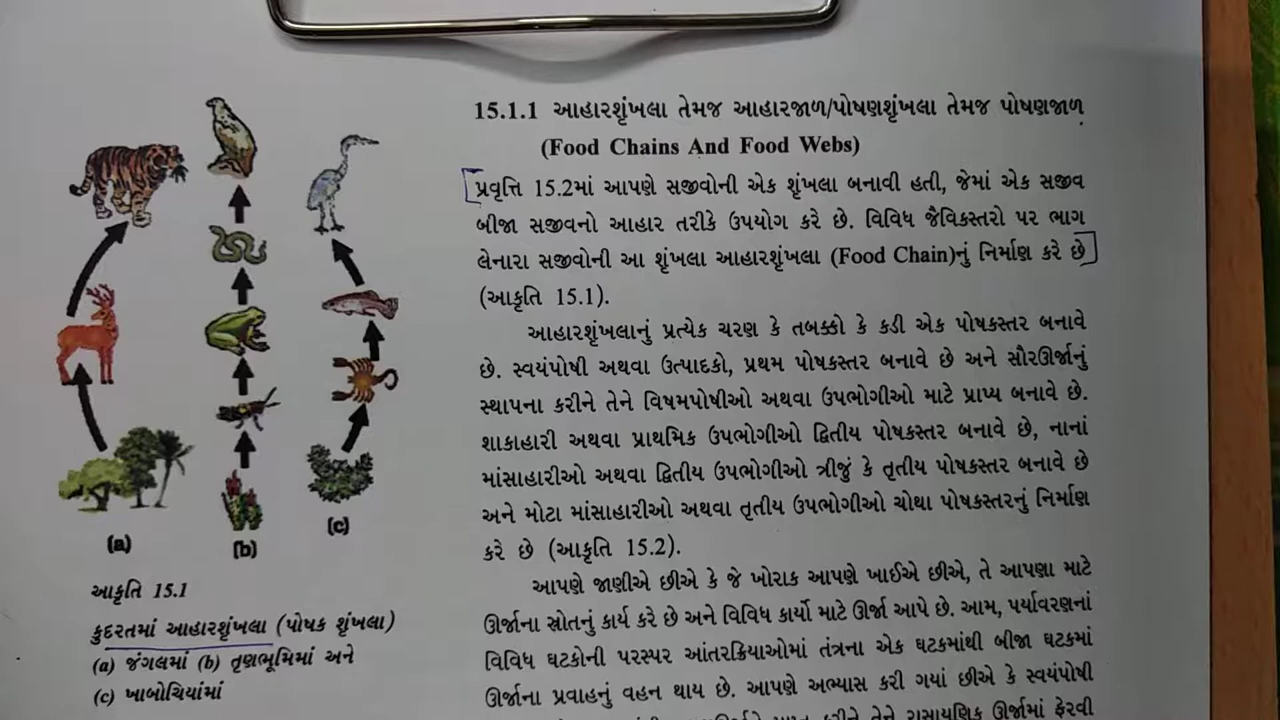 15.1.1 આહારશૃંખલા તેમજ આહારજાળ/પોષણશૃંખલા તેમજ પોષણજાળ
(Food Chains And Food Webs)
પ્રવૃત્તિ 15.2માં આપણે સજીવોની એક શૃંખલા બનાવી હતી, જેમાં એક સજીવ
બીજા સજીવનો આહાર તરીકે ઉપયોગ કરે છે. વિવિધ જૈવિકસ્તરો પર ભાગ
લેનારા સજીવોની આ શૃંખલા આહારશૃંખલા (Food Chain)નું નિર્માણ કરે છે
(આકૃતિ 15.1).
આહારશૃંખલાનું પ્રત્યેક ચરણ કે તબક્કો કે કડી એક પોષકસ્તર બનાવે
છે. સ્વયંપોષી અથવા ઉત્પાદકો, પ્રથમ પોષકસ્તર બનાવે છે અને સૌરઊર્જાનું
સ્થાપના કરીને તેને વિષમપોષીઓ અથવા ઉપભોગીઓ માટે પ્રાપ્ય બનાવે છે.
શાકાહારી અથવા પ્રાથમિક ઉપભોગીઓ દ્વિતીય પોષકસ્તર બનાવે છે, નાનાં
માંસાહારીઓ અથવા દ્વિતીય ઉપભોગીઓ ત્રીજું કે તૃતીય પોષકસ્તર બનાવે છે
અને મોટા માંસાહારીઓ અથવા તૃતીય ઉપભોગીઓ ચોથા પોષકસ્તરનું નિર્માણ
કરે છે (આકૃતિ 15.2).
આપણે જાણીએ છીએ કે જે ખોરાક આપણે ખાઈએ છીએ, તે આપણા માટે
ઊર્જાના સ્રોતનું કાર્ય કરે છે અને વિવિધ કાર્યો માટે ઊર્જા આપે છે. આમ, પર્યાવરણનાં
વિવિધ ઘટકોની પરસ્પર આંતરક્રિયાઓમાં તંત્રના એક ઘટકમાંથી બીજા ઘટકમાં
ઊર્જાના પ્રવાહનું વહન થાય છે. આપણે અભ્યાસ કરી ગયાં છીએ કે સ્વયંપોષી
કરીને તેને રાસાયણિક ઊર્જામાં ફેરવી
(a)
(b)
(c)
આકૃતિ 15.1
કુદરતમાં આહારશૃંખલા (પોષક શૃંખલા)
(a) જંગલમાં (b) તૃણભૂમિમાં અને
(c) ખાબોચિયાંમાં